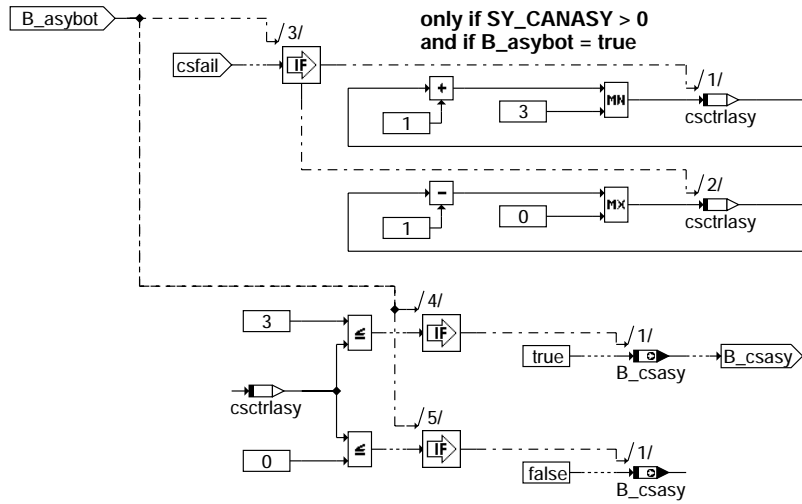 B_asybot
only if SY_CANASY > 0
and if B_asybot = true
3/
csfail
IF
1/
+
MN
1
3
csctrlasy
2/
-
MX
1
0
csctrlasy
4/
3
≤
IF
1/
true
B_csasy
B_csasy
csctrlasy
5/
≤
IF
0
1/
false
B_csasy